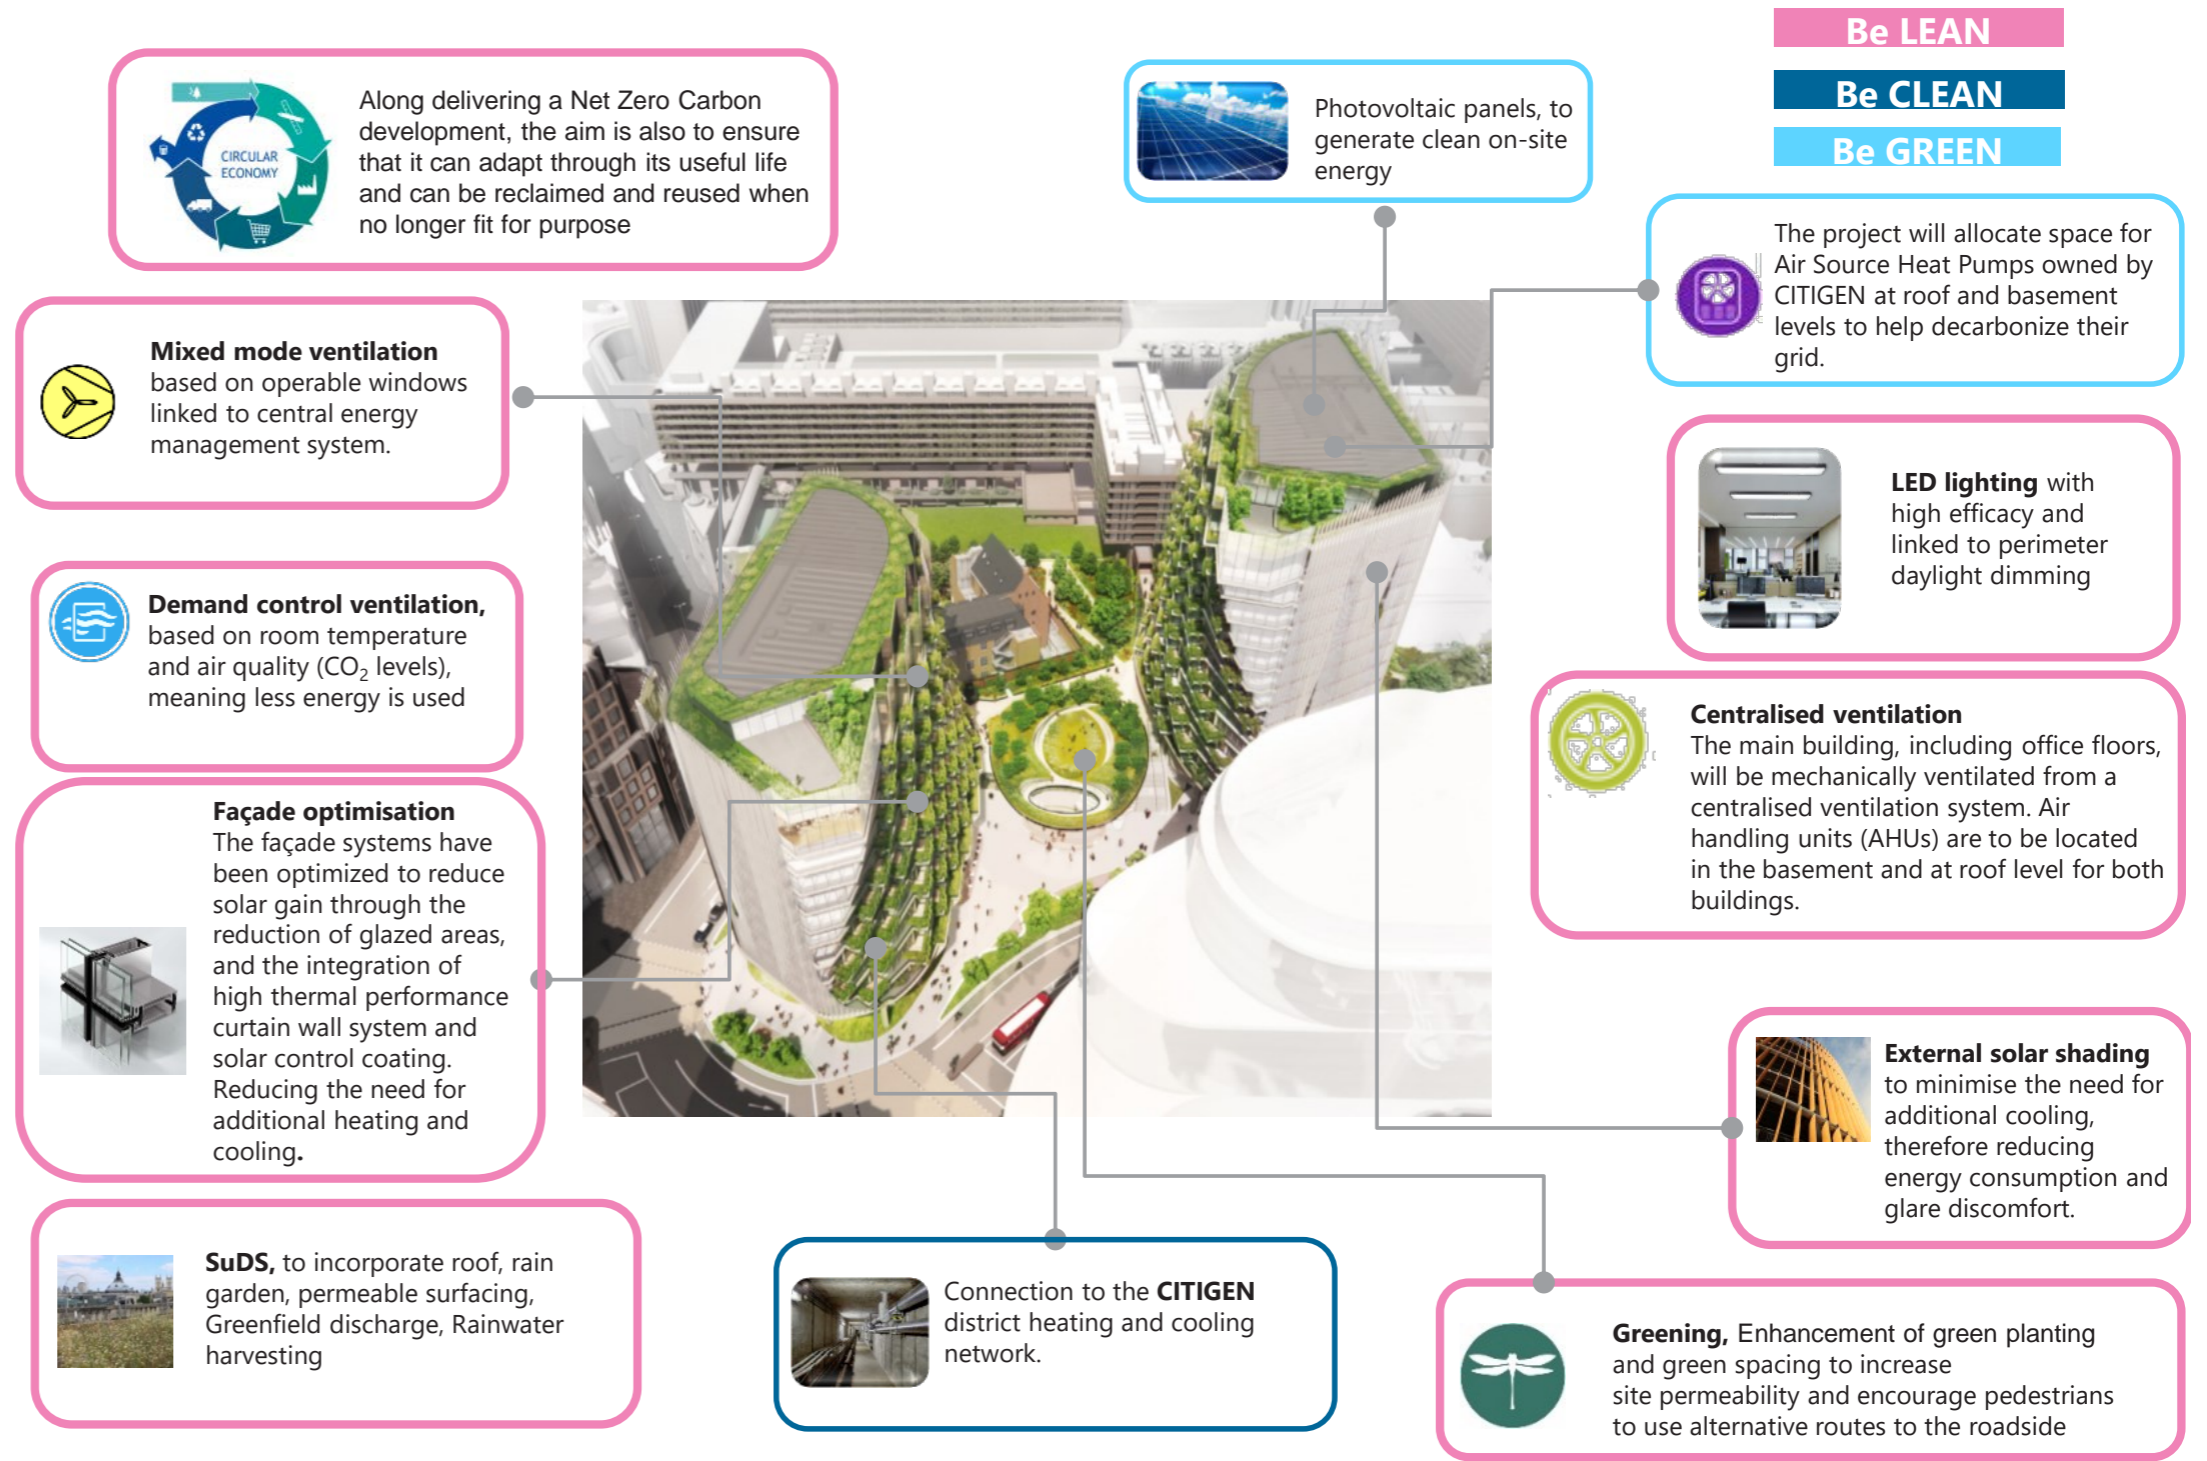 Be LEAN
Be CLEAN
Be GREEN
CIRCULAR
ECONOMY
Along delivering a Net Zero Carbon
development, the aim is also to ensure
that it can adapt through its useful life
and can be reclaimed and reused when
no longer fit for purpose
Photovoltaic panels, to
generate clean on-site
energy
The project will allocate space for
Air Source Heat Pumps owned by
CITIGEN at roof and basement
levels to help decarbonize their
grid.
Mixed mode ventilation
based on operable windows
linked to central energy
management system.
LED lighting with
high efficacy and
linked to perimeter
daylight dimming
Demand control ventilation,
based on room temperature
and air quality (CO₂ levels),
meaning less energy is used
Centralised ventilation
The main building, including office floors,
will be mechanically ventilated from a
centralised ventilation system. Air
handling units (AHUs) are to be located
in the basement and at roof level for both
buildings.
Façade optimisation
The façade systems have
been optimized to reduce
solar gain through the
reduction of glazed areas,
and the integration of
high thermal performance
curtain wall system and
solar control coating.
Reducing the need for
additional heating and
cooling.
External solar shading
to minimise the need for
additional cooling,
therefore reducing
energy consumption and
glare discomfort.
SuDS, to incorporate roof, rain
garden, permeable surfacing,
Greenfield discharge, Rainwater
harvesting
Connection to the CITIGEN
district heating and cooling
network.
Greening, Enhancement of green planting
and green spacing to increase
site permeability and encourage pedestrians
to use alternative routes to the roadside